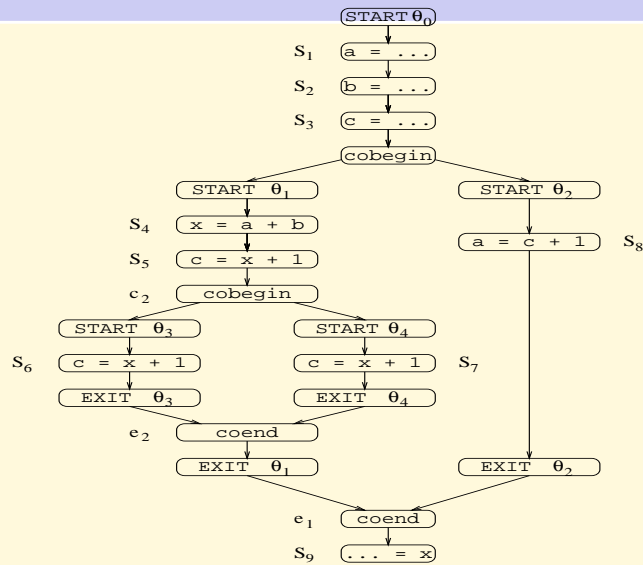 START θ0
S1 a = ...
S2 b = ...
S3 c = ...
cobegin
START θ1 START θ2
S4 x = a + b
a = c + 1 S8
S5 c = x + 1
c2 cobegin
START θ3 START θ4
S6 c = x + 1 c = x + 1 S7
EXIT θ3 EXIT θ4
e2 coend
EXIT θ1 EXIT θ2
e1 coend
S9 ... = x